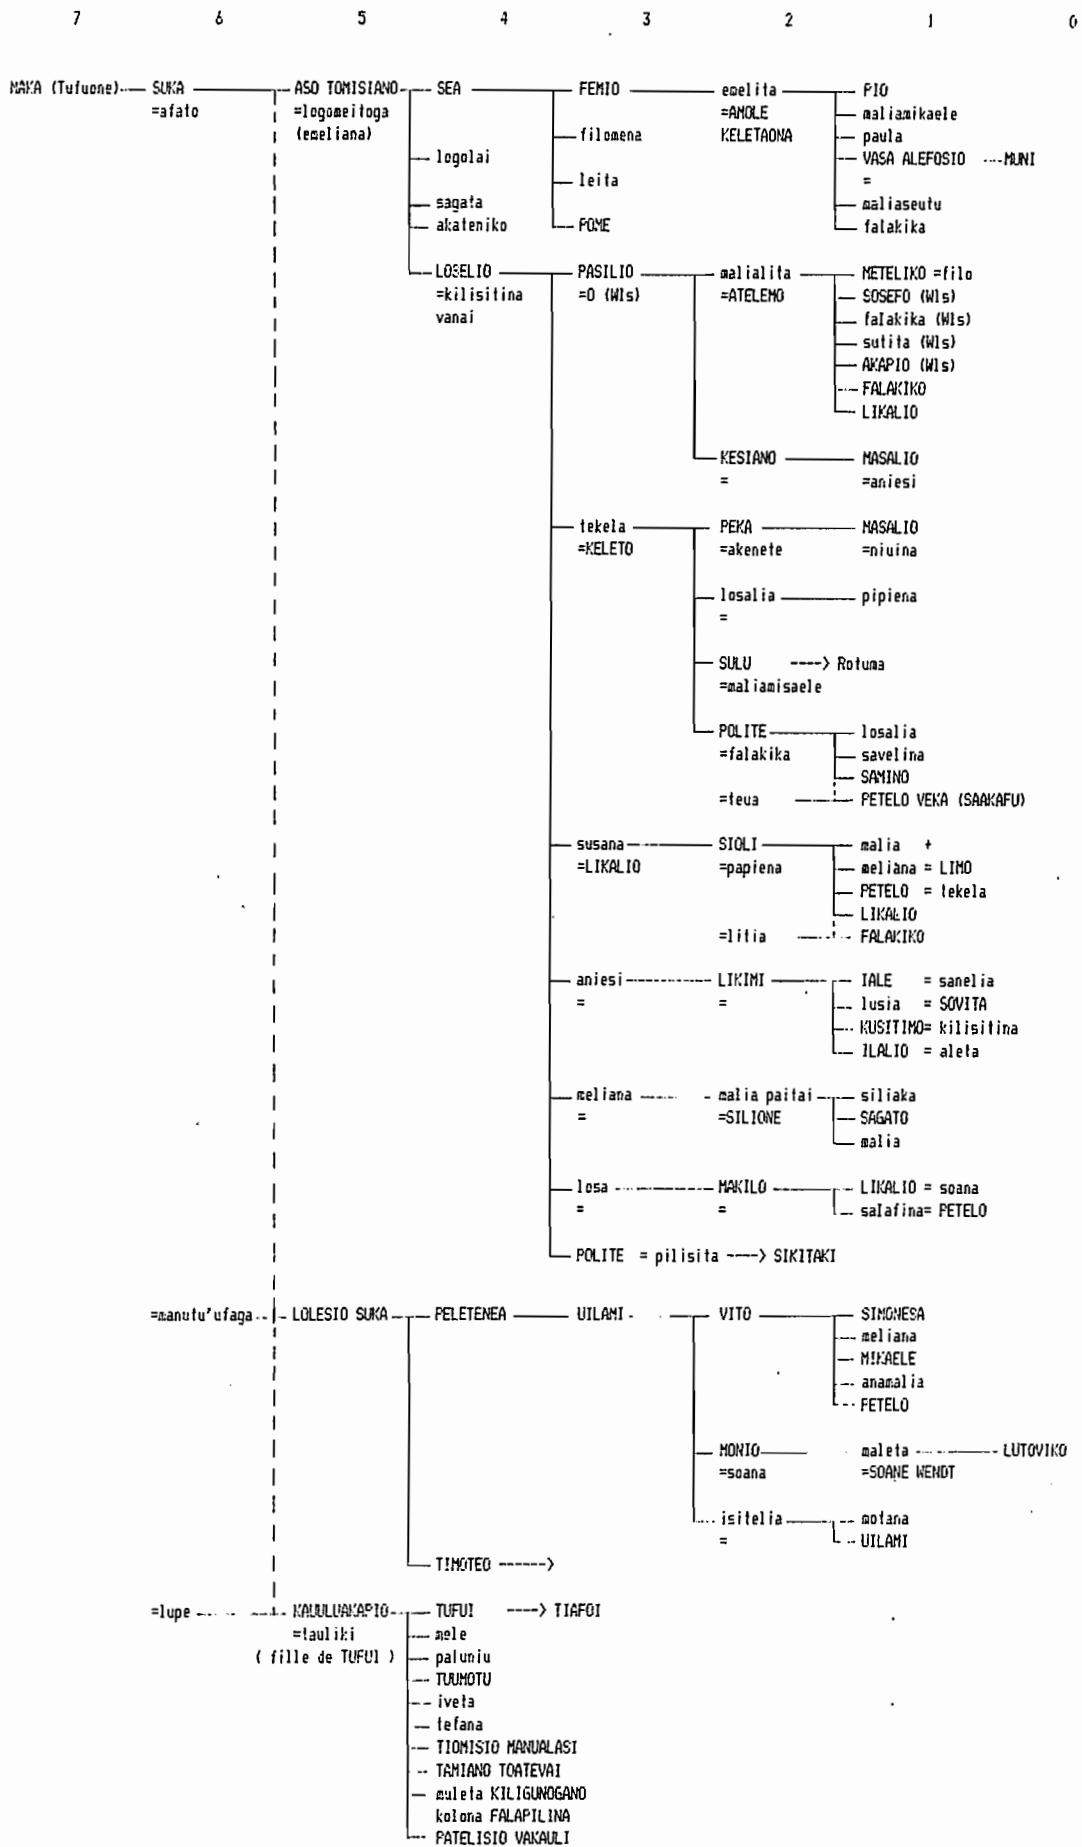 7 6 5 4 3 2 1 0
MAKA (Tufuone) SUKA ASO TOMISIANO SEA FEMIO emelita PIO
=afato =logomeitoga =AMOLE maliamikaele
(emeliana) filomena KELETAONA paula
logolai VASA ALEFOSIO ---MUNI
leita =
sagata maliaseutu
akateniko POME falakika
LOSELIO PASILIO malialita METELIKO =filo
=kilisitina =O (Wls) =ATELEMO SOSEFO (Wls)
vanai falakika (Wls)
sutita (Wls)
AKAPIO (Wls)
FALAKIKO
LIKALIO
KESIANO MASALIO
= =aniesi
tekela PEKA MASALIO
=KELETO =akenete =niuina
losalia pipiena
=
SULU ----> Rotuma
=maliamisaele
POLITE losalia
=falakika savelina
SAMINO
=teua PETELO VEKA (SAAKAFU)
susana SIOLI malia +
=LIKALIO =papiena meliana = LIMO
PETELO = tekela
LIKALIO
=litia FALAKIKO
aniesi LIKIMI IALE = sanelia
= = lusia = SOVITA
KUSITIMO= kilisitina
ILALIO = aleta
meliana malia paitai siliaka
= =SILIONE SAGATO
malia
losa MAKILO LIKALIO = soana
= = salafina= PETELO
POLITE = pilisita ----> SIKITAKI
=manutu'ufaga LOLESIO SUKA PELETENEA UILAMI VITO SIMONESA
meliana
MIKAELE
anamalia
PETELO
MONIO maleta LUTOVIKO
=soana =SOANE WENDT
isitelia motana
= UILAMI
TIMOTEO ------>
=lupe KAUULUAKAPIO TUFUI ----> TIAFOI
=tauliki mele
( fille de TUFUI ) paluniu
TUUMOTU
iveta
tefana
TIOMISIO MANUALASI
TAMIANO TOATEVAI
muleta KILIGUNOGANO
kolona FALAPILINA
PATELISIO VAKAULI